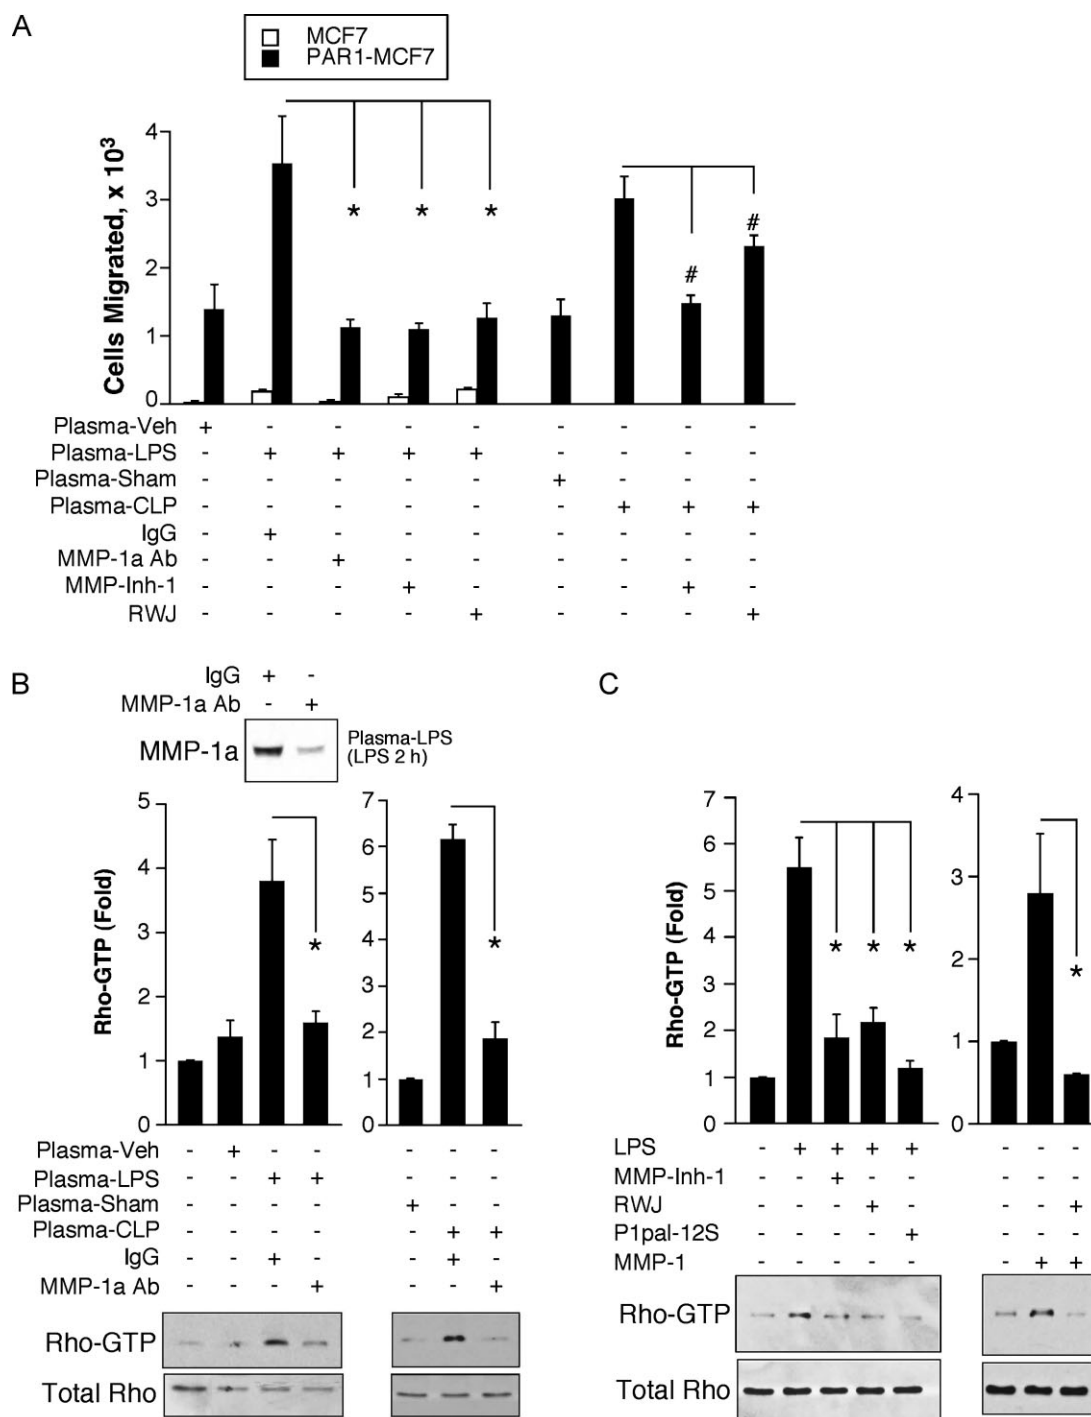 A
MCF7
PAR1-MCF7
Cells Migrated, x 10³
4
3
2
1
0
* * * # #
Plasma-Veh + - - - - - - - -
Plasma-LPS - + + + + - - - -
Plasma-Sham - - - - - + - - -
Plasma-CLP - - - - - - + + +
IgG - + - - - - - - -
MMP-1a Ab - - + - - - - - -
MMP-Inh-1 - - - + - - - + -
RWJ - - - - + - - - +
B
IgG + -
MMP-1a Ab - +
MMP-1a
Plasma-LPS
(LPS 2 h)
Rho-GTP (Fold)
5
4
3
2
1
0
*
7
6
5
4
3
2
1
0
*
Plasma-Veh - + - - - - -
Plasma-LPS - - + + - - -
Plasma-Sham - - - - + - -
Plasma-CLP - - - - - + +
IgG - - + - - + -
MMP-1a Ab - - - + - - +
Rho-GTP
Total Rho
C
Rho-GTP (Fold)
7
6
5
4
3
2
1
0
* * *
4
3
2
1
0
*
LPS - + + + + - - -
MMP-Inh-1 - - + - - - - -
RWJ - - - + - - - +
P1pal-12S - - - - + - - -
MMP-1 - - - - - - + +
Rho-GTP
Total Rho